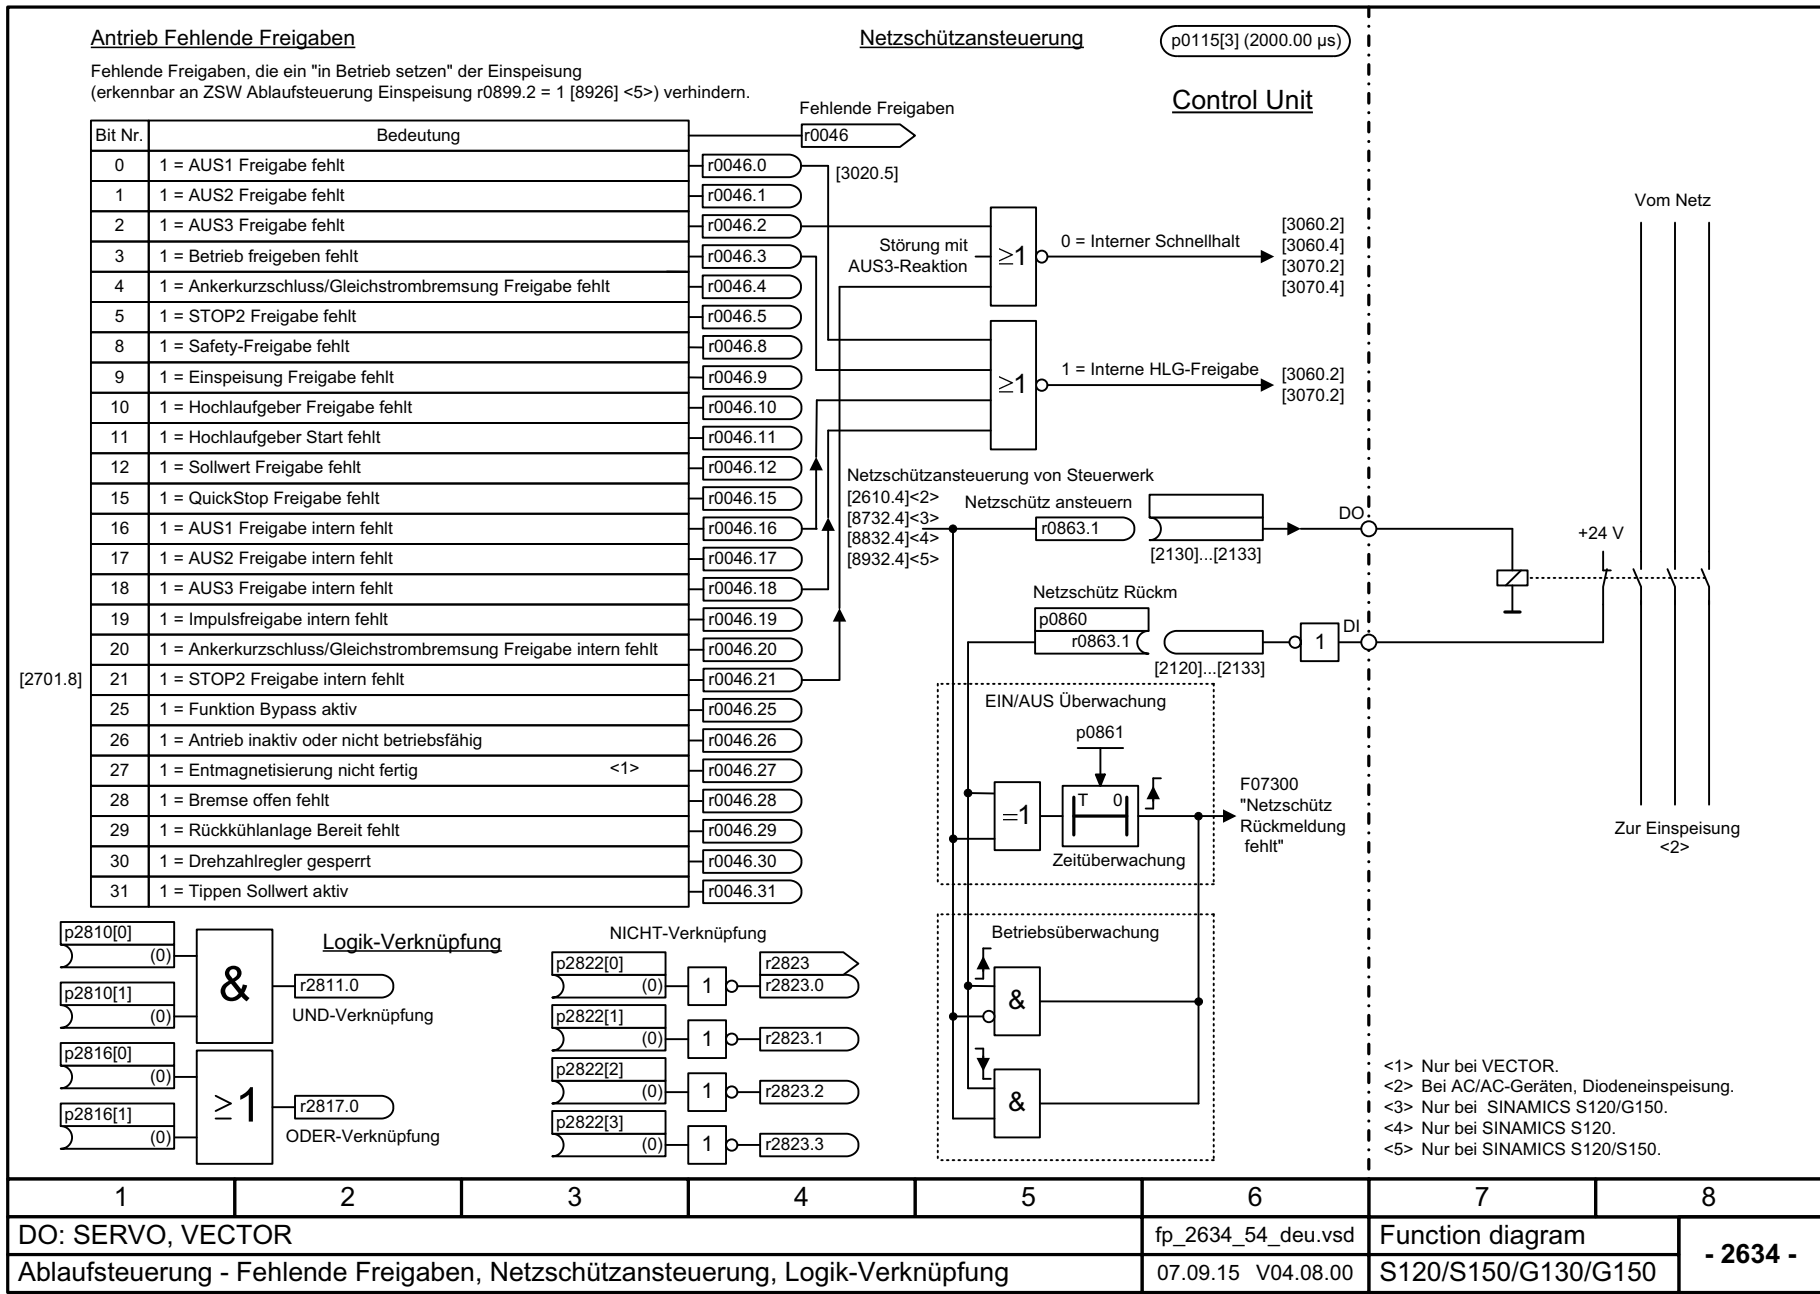 Antrieb Fehlende Freigaben
Fehlende Freigaben, die ein "in Betrieb setzen" der Einspeisung
(erkennbar an ZSW Ablaufsteuerung Einspeisung r0899.2 = 1 [8926] <5>) verhindern.
Netzschützansteuerung
p0115[3] (2000.00 µs)
Control Unit
Fehlende Freigaben
r0046
Bit Nr. Bedeutung
0 1 = AUS1 Freigabe fehlt r0046.0
1 1 = AUS2 Freigabe fehlt r0046.1
2 1 = AUS3 Freigabe fehlt r0046.2
3 1 = Betrieb freigeben fehlt r0046.3
4 1 = Ankerkurzschluss/Gleichstrombremsung Freigabe fehlt r0046.4
5 1 = STOP2 Freigabe fehlt r0046.5
8 1 = Safety-Freigabe fehlt r0046.8
9 1 = Einspeisung Freigabe fehlt r0046.9
10 1 = Hochlaufgeber Freigabe fehlt r0046.10
11 1 = Hochlaufgeber Start fehlt r0046.11
12 1 = Sollwert Freigabe fehlt r0046.12
15 1 = QuickStop Freigabe fehlt r0046.15
16 1 = AUS1 Freigabe intern fehlt r0046.16
17 1 = AUS2 Freigabe intern fehlt r0046.17
18 1 = AUS3 Freigabe intern fehlt r0046.18
19 1 = Impulsfreigabe intern fehlt r0046.19
20 1 = Ankerkurzschluss/Gleichstrombremsung Freigabe intern fehlt r0046.20
[2701.8] 21 1 = STOP2 Freigabe intern fehlt r0046.21
25 1 = Funktion Bypass aktiv r0046.25
26 1 = Antrieb inaktiv oder nicht betriebsfähig r0046.26
27 1 = Entmagnetisierung nicht fertig <1> r0046.27
28 1 = Bremse offen fehlt r0046.28
29 1 = Rückkühlanlage Bereit fehlt r0046.29
30 1 = Drehzahlregler gesperrt r0046.30
31 1 = Tippen Sollwert aktiv r0046.31
[3020.5]
Störung mit
AUS3-Reaktion
≥1
0 = Interner Schnellhalt
[3060.2]
[3060.4]
[3070.2]
[3070.4]
≥1
1 = Interne HLG-Freigabe
[3060.2]
[3070.2]
Netzschützansteuerung von Steuerwerk
[2610.4]<2>
[8732.4]<3>
[8832.4]<4>
[8932.4]<5>
Netzschütz ansteuern
r0863.1
[2130]...[2133]
DO
Netzschütz Rückm
p0860
r0863.1
[2120]...[2133]
1
DI
Vom Netz
+24 V
Zur Einspeisung
<2>
EIN/AUS Überwachung
p0861
=1
T 0
Zeitüberwachung
F07300
"Netzschütz
Rückmeldung
fehlt"
Betriebsüberwachung
&
&
Logik-Verknüpfung
p2810[0]
(0)
p2810[1]
(0)
&
r2811.0
UND-Verknüpfung
p2816[0]
(0)
p2816[1]
(0)
≥1
r2817.0
ODER-Verknüpfung
NICHT-Verknüpfung
p2822[0]
(0)
1
r2823
r2823.0
p2822[1]
(0)
1
r2823.1
p2822[2]
(0)
1
r2823.2
p2822[3]
(0)
1
r2823.3
<1> Nur bei VECTOR.
<2> Bei AC/AC-Geräten, Diodeneinspeisung.
<3> Nur bei SINAMICS S120/G150.
<4> Nur bei SINAMICS S120.
<5> Nur bei SINAMICS S120/S150.
1 2 3 4 5 6 7 8
DO: SERVO, VECTOR fp_2634_54_deu.vsd Function diagram
- 2634 -
Ablaufsteuerung - Fehlende Freigaben, Netzschützansteuerung, Logik-Verknüpfung 07.09.15 V04.08.00 S120/S150/G130/G150